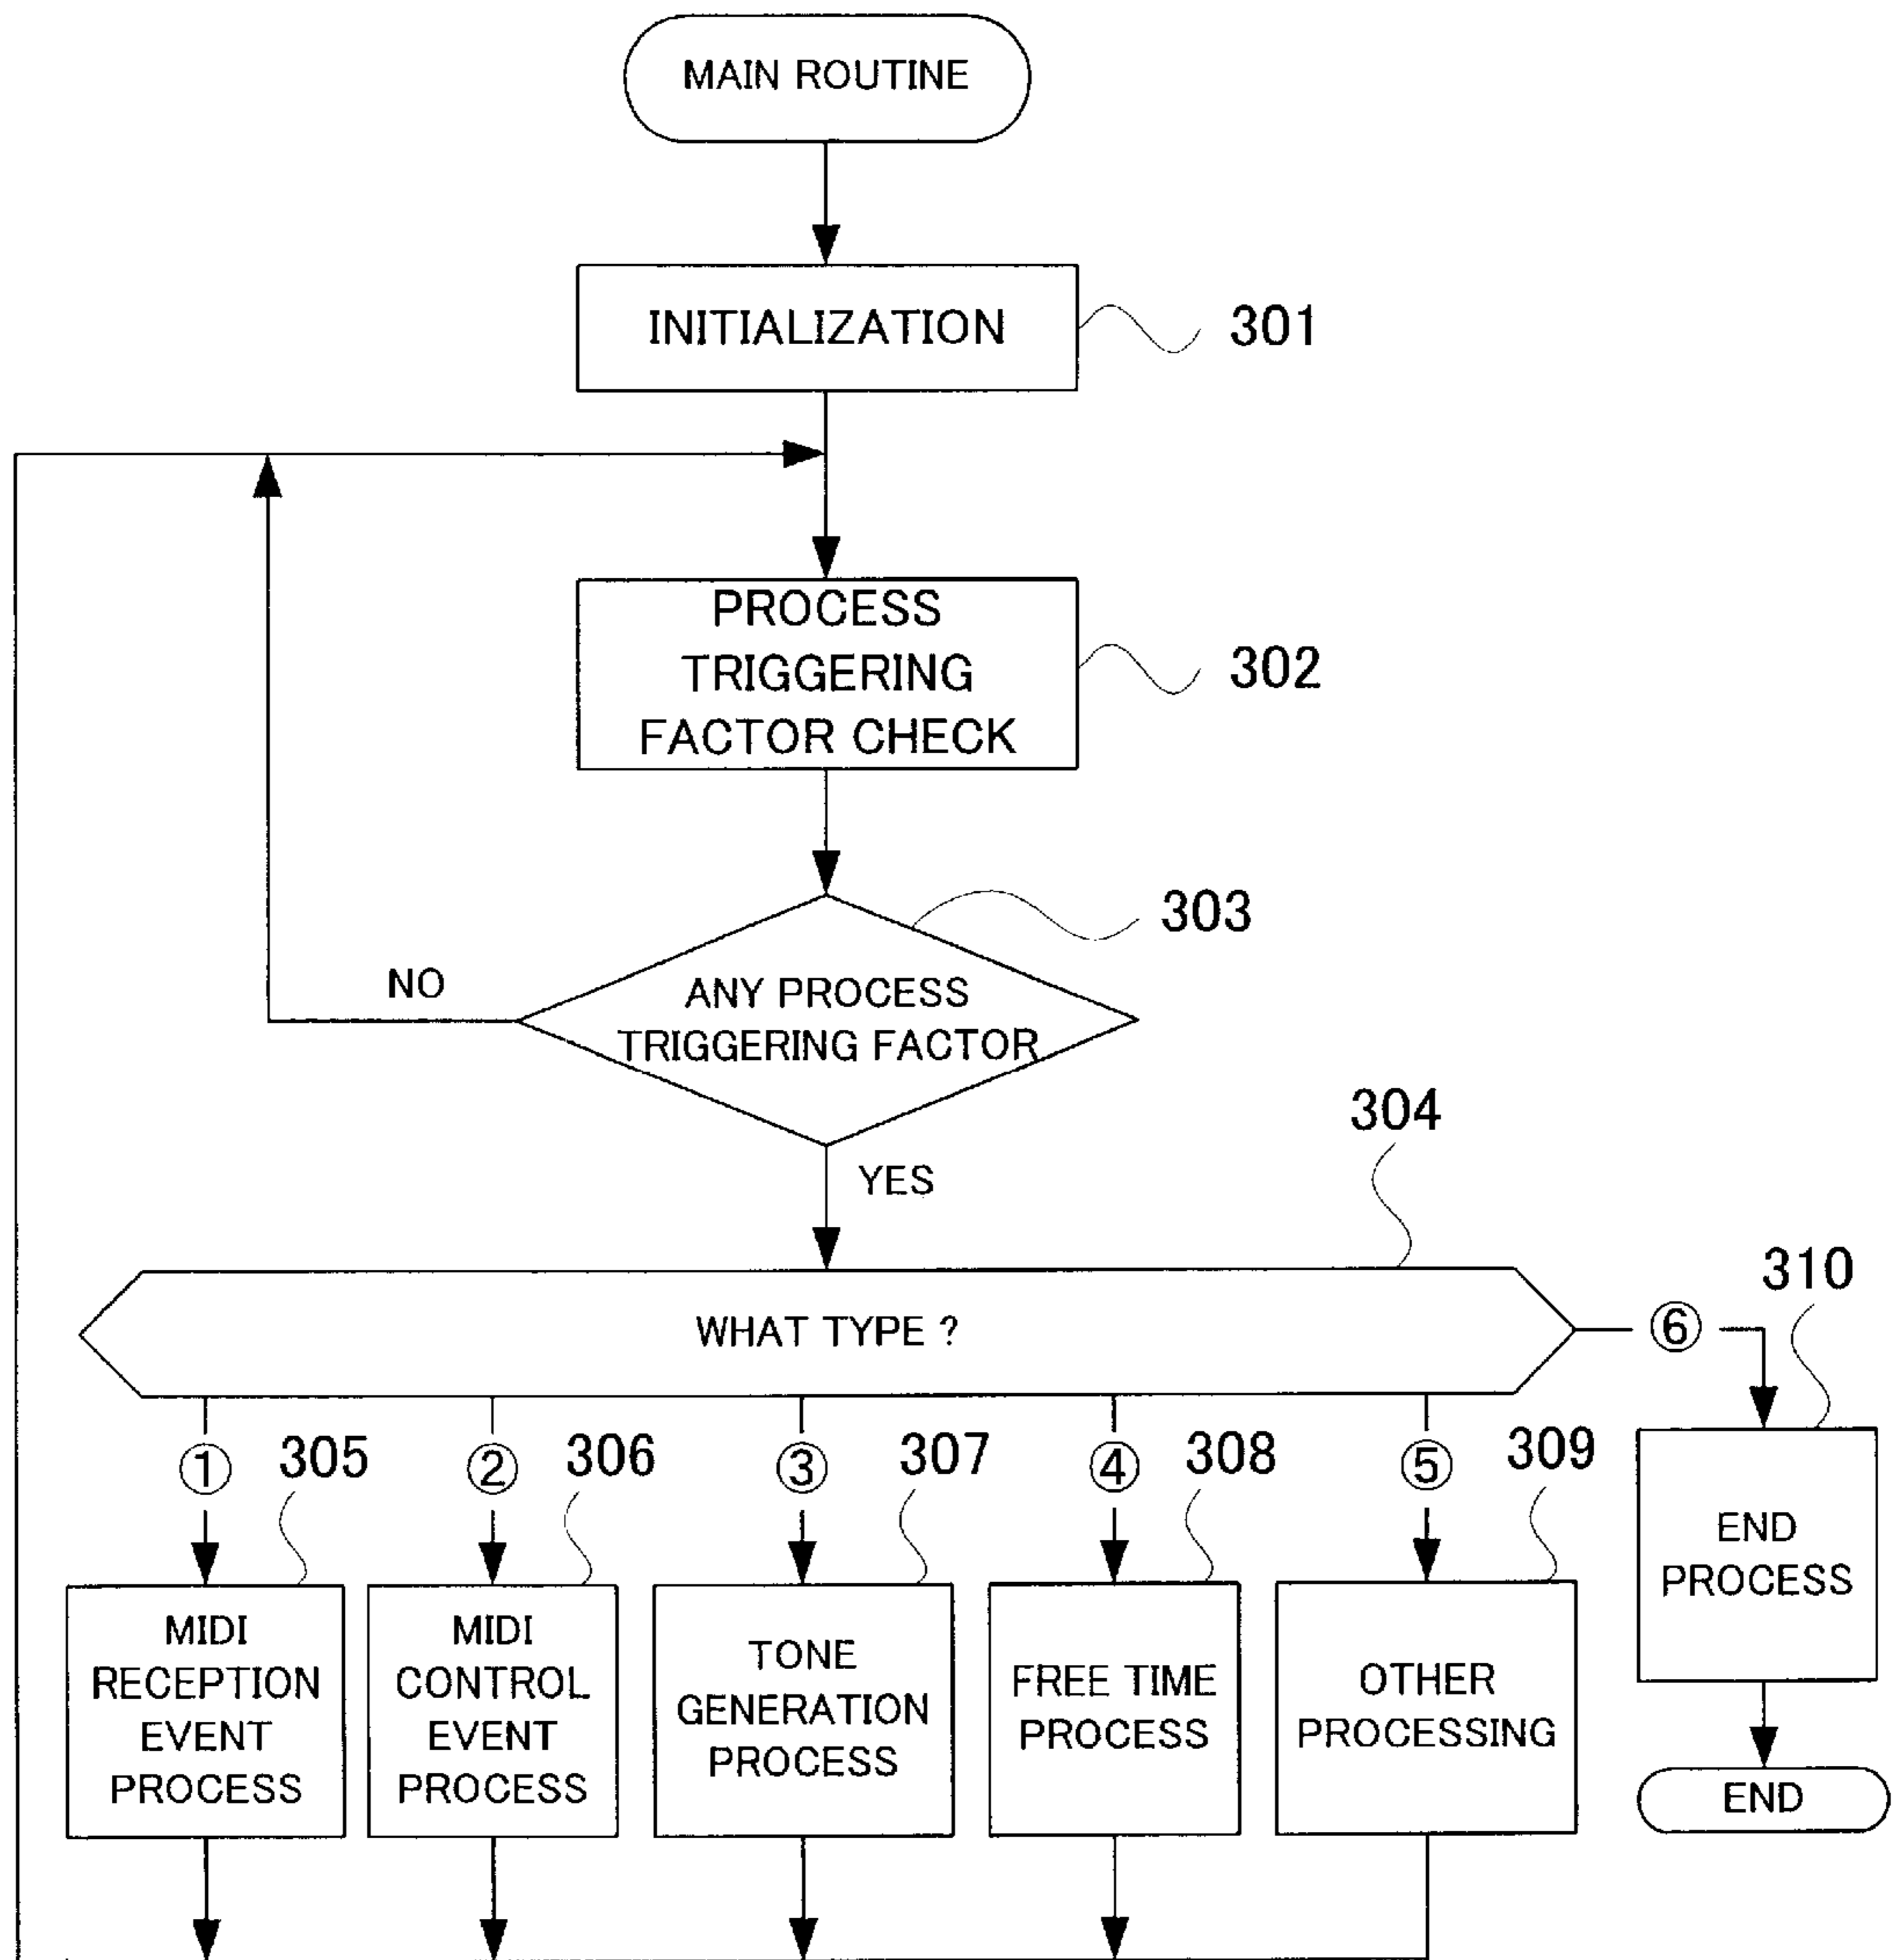 MAIN ROUTINE
INITIALIZATION
301
PROCESS
TRIGGERING
FACTOR CHECK
302
303
ANY PROCESS
TRIGGERING FACTOR
NO
YES
304
WHAT TYPE ?
⑥
310
①
305
②
306
③
307
④
308
⑤
309
END
PROCESS
MIDI
RECEPTION
EVENT
PROCESS
MIDI
CONTROL
EVENT
PROCESS
TONE
GENERATION
PROCESS
FREE TIME
PROCESS
OTHER
PROCESSING
END